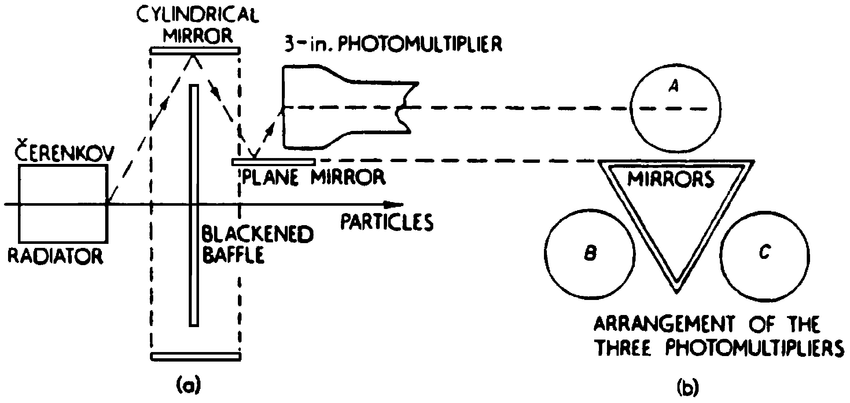 CYLINDRICAL
MIRROR
3-in. PHOTOMULTIPLIER
A
ČERENKOV
PLANE MIRROR
MIRRORS
PARTICLES
RADIATOR
BLACKENED
BAFFLE
B
C
ARRANGEMENT OF THE
THREE PHOTOMULTIPLIERS
(a)
(b)